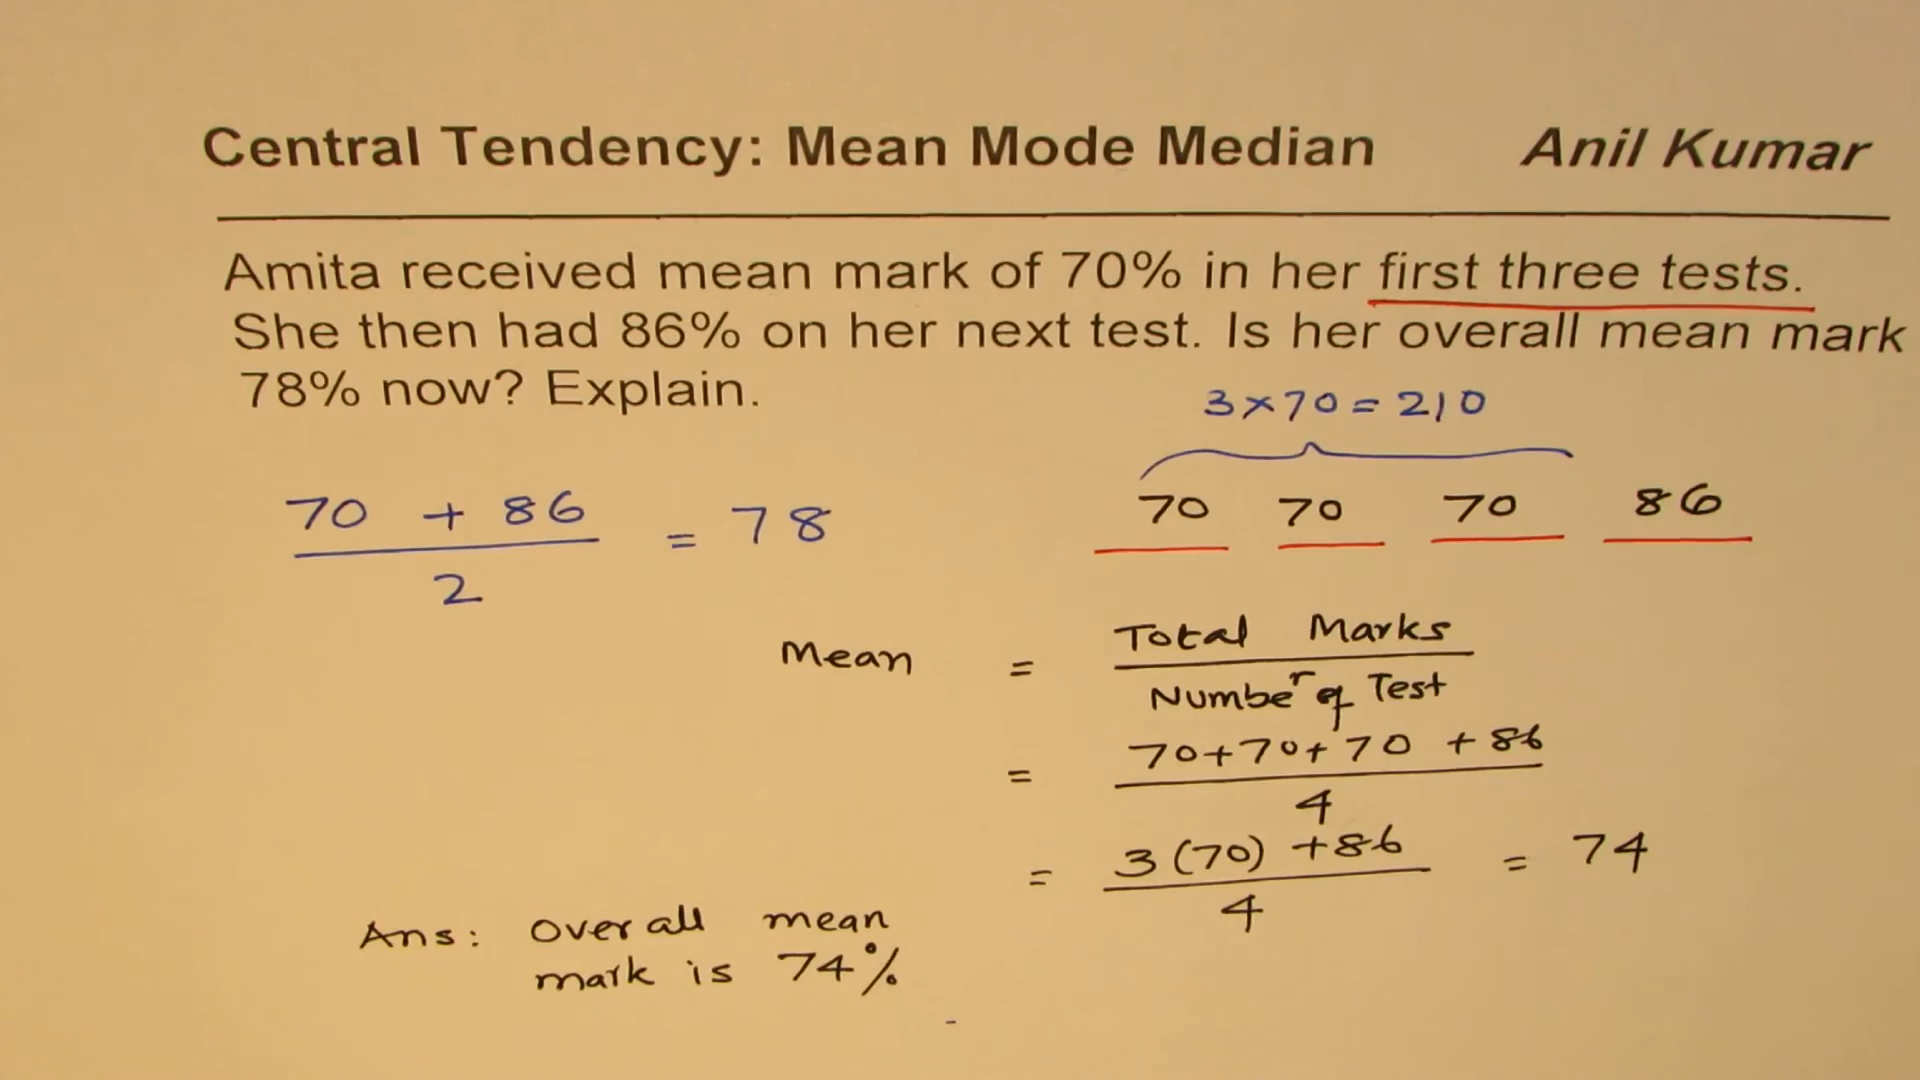 Central Tendency: Mean Mode Median Anil Kumar
Amita received mean mark of 70% in her first three tests.
She then had 86% on her next test. Is her overall mean mark
78% now? Explain.
3×70 = 210
70 + 86
2
= 78
70 70 70 86
Mean = Total Marks
Number of Test
= 70+70+70 +86
4
= 3 (70) +86
4
= 74
Ans: Overall mean
mark is 74%